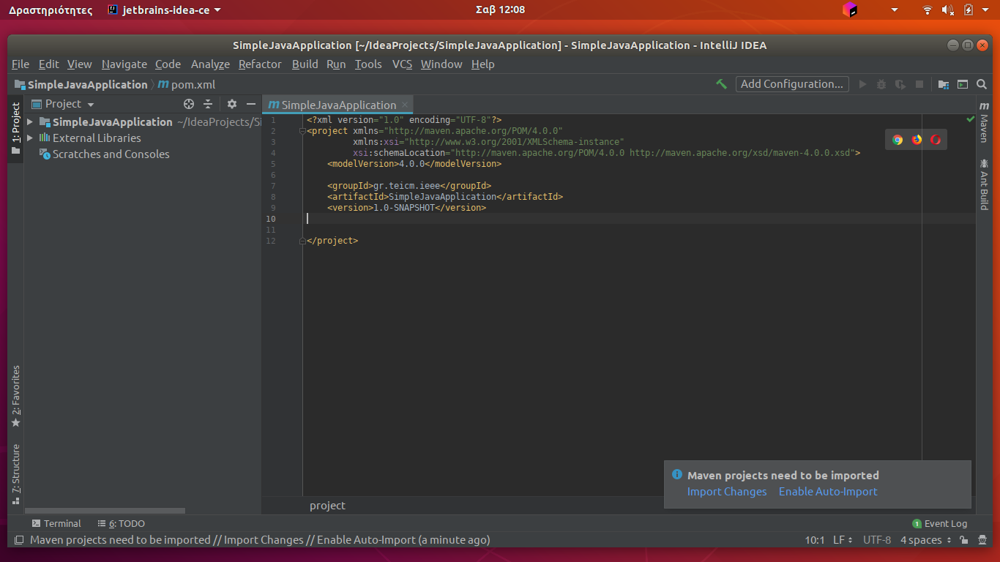 Δραστηριότητες
jetbrains-idea-ce
Σαβ 12:08
SimpleJavaApplication [~/IdeaProjects/SimpleJavaApplication] - SimpleJavaApplication - IntelliJ IDEA
File Edit View Navigate Code Analyze Refactor Build Run Tools VCS Window Help
SimpleJavaApplication
pom.xml
Add Configuration...
1: Project
2: Favorites
7: Structure
Project
SimpleJavaApplication ~/IdeaProjects/Si
External Libraries
Scratches and Consoles
SimpleJavaApplication
1 <?xml version="1.0" encoding="UTF-8"?>
2 <project xmlns="http://maven.apache.org/POM/4.0.0"
3 xmlns:xsi="http://www.w3.org/2001/XMLSchema-instance"
4 xsi:schemaLocation="http://maven.apache.org/POM/4.0.0 http://maven.apache.org/xsd/maven-4.0.0.xsd">
5 <modelVersion>4.0.0</modelVersion>
6
7 <groupId>gr.teicm.ieee</groupId>
8 <artifactId>SimpleJavaApplication</artifactId>
9 <version>1.0-SNAPSHOT</version>
10
11
12 </project>
Maven
Ant Build
Maven projects need to be imported
Import Changes Enable Auto-Import
project
Terminal 6: TODO
1 Event Log
Maven projects need to be imported // Import Changes // Enable Auto-Import (a minute ago)
10:1 LF UTF-8 4 spaces